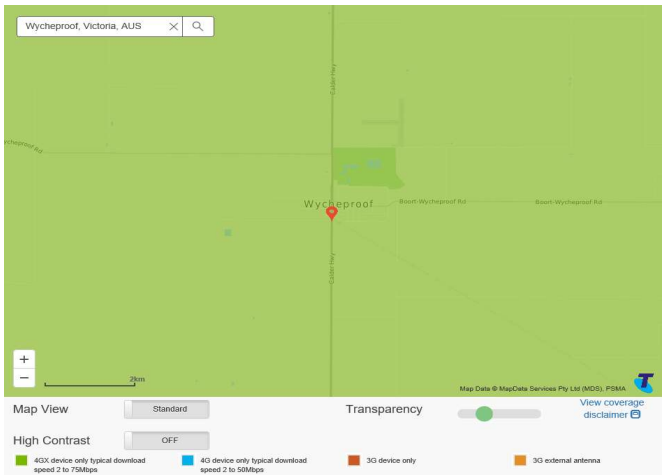 Wycheproof, Victoria, AUS
Calder Hwy
ycheproof Rd
Wycheproof
Boort-Wycheproof Rd
Boort-Wycheproof Rd
Calder Hwy
+
−
2km
Map Data © MapData Services Pty Ltd (MDS), PSMA
T
Map View
Standard
Transparency
View coverage
disclaimer
High Contrast
OFF
4GX device only typical download
speed 2 to 75Mbps
4G device only typical download
speed 2 to 50Mbps
3G device only
3G external antenna